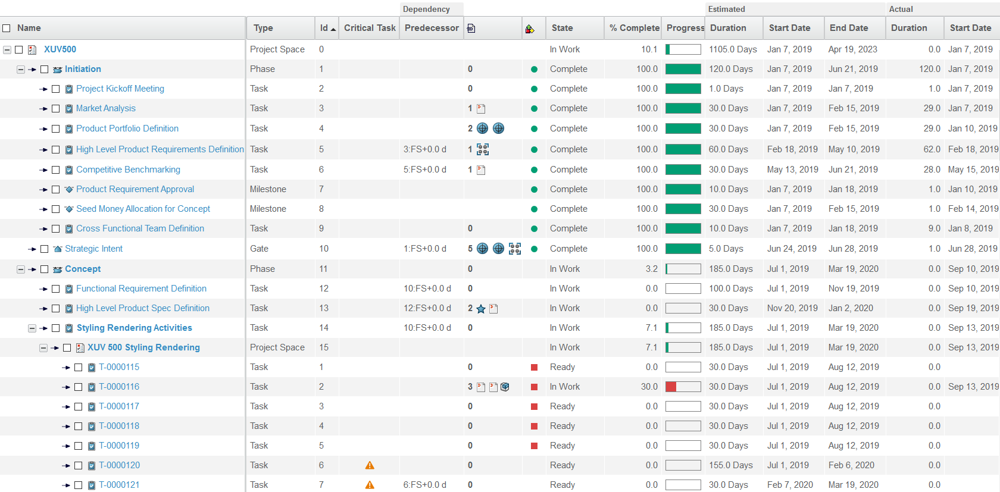 Dependency Estimated Actual
Name Type Id Critical Task Predecessor State % Complete Progress Duration Start Date End Date Duration Start Date
XUV500 Project Space 0 In Work 10.1 1105.0 Days Jan 7, 2019 Apr 19, 2023 0.0 Jan 7, 2019
Initiation Phase 1 0 Complete 100.0 120.0 Days Jan 7, 2019 Jun 21, 2019 120.0 Jan 7, 2019
Project Kickoff Meeting Task 2 0 Complete 100.0 1.0 Days Jan 7, 2019 Jan 7, 2019 1.0 Jan 7, 2019
Market Analysis Task 3 1 Complete 100.0 30.0 Days Jan 7, 2019 Feb 15, 2019 29.0 Jan 7, 2019
Product Portfolio Definition Task 4 2 Complete 100.0 30.0 Days Jan 7, 2019 Feb 15, 2019 29.0 Jan 10, 2019
High Level Product Requirements Definition Task 5 3:FS+0.0 d 1 Complete 100.0 60.0 Days Feb 18, 2019 May 10, 2019 62.0 Feb 18, 2019
Competitive Benchmarking Task 6 5:FS+0.0 d 1 Complete 100.0 30.0 Days May 13, 2019 Jun 21, 2019 28.0 May 15, 2019
Product Requirement Approval Milestone 7 Complete 100.0 10.0 Days Jan 7, 2019 Jan 18, 2019 1.0 Jan 10, 2019
Seed Money Allocation for Concept Milestone 8 Complete 100.0 30.0 Days Jan 7, 2019 Feb 15, 2019 1.0 Feb 14, 2019
Cross Functional Team Definition Task 9 0 Complete 100.0 10.0 Days Jan 7, 2019 Jan 18, 2019 9.0 Jan 8, 2019
Strategic Intent Gate 10 1:FS+0.0 d 5 Complete 100.0 5.0 Days Jun 24, 2019 Jun 28, 2019 1.0 Jun 28, 2019
Concept Phase 11 0 In Work 3.2 185.0 Days Jul 1, 2019 Mar 19, 2020 0.0 Sep 10, 2019
Functional Requirement Definition Task 12 10:FS+0.0 d 0 In Work 0.0 100.0 Days Jul 1, 2019 Nov 19, 2019 0.0 Sep 10, 2019
High Level Product Spec Definition Task 13 12:FS+0.0 d 2 In Work 0.0 30.0 Days Nov 20, 2019 Jan 2, 2020 0.0 Sep 19, 2019
Styling Rendering Activities Task 14 10:FS+0.0 d 0 In Work 7.1 185.0 Days Jul 1, 2019 Mar 19, 2020 0.0 Sep 13, 2019
XUV 500 Styling Rendering Project Space 15 In Work 7.1 185.0 Days Jul 1, 2019 Mar 19, 2020 0.0 Sep 13, 2019
T-0000115 Task 1 0 Ready 0.0 30.0 Days Jul 1, 2019 Aug 12, 2019 0.0
T-0000116 Task 2 3 In Work 30.0 30.0 Days Jul 1, 2019 Aug 12, 2019 0.0 Sep 13, 2019
T-0000117 Task 3 0 Ready 0.0 30.0 Days Jul 1, 2019 Aug 12, 2019 0.0
T-0000118 Task 4 0 Ready 0.0 30.0 Days Jul 1, 2019 Aug 12, 2019 0.0
T-0000119 Task 5 0 Ready 0.0 30.0 Days Jul 1, 2019 Aug 12, 2019 0.0
T-0000120 Task 6 0 Ready 0.0 155.0 Days Jul 1, 2019 Feb 6, 2020 0.0
T-0000121 Task 7 6:FS+0.0 d 0 Ready 0.0 30.0 Days Feb 7, 2020 Mar 19, 2020 0.0